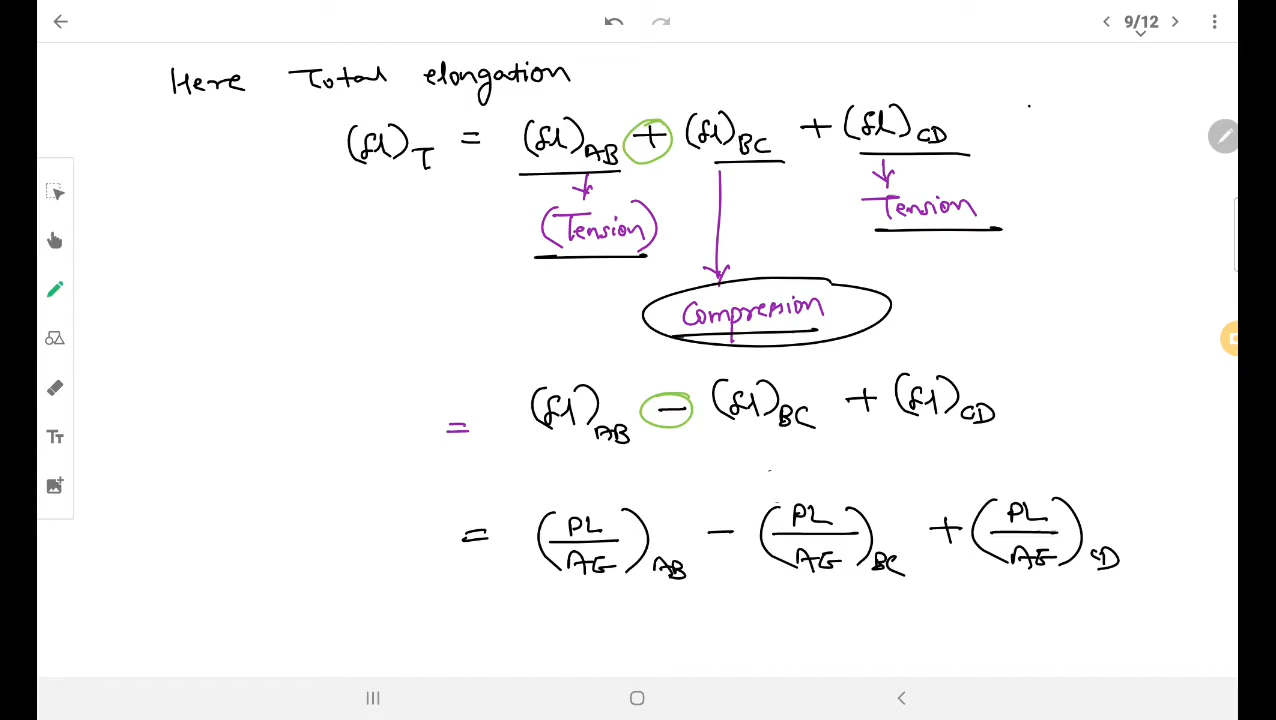 9/12
Here Total elongation
(δl)T = (δl)AB + (δl)BC + (δl)CD
(Tension) Tension
Compression
= (δl)AB - (δl)BC + (δl)CD
= (PL/AE)AB - (PL/AE)BC + (PL/AE)CD
Tт